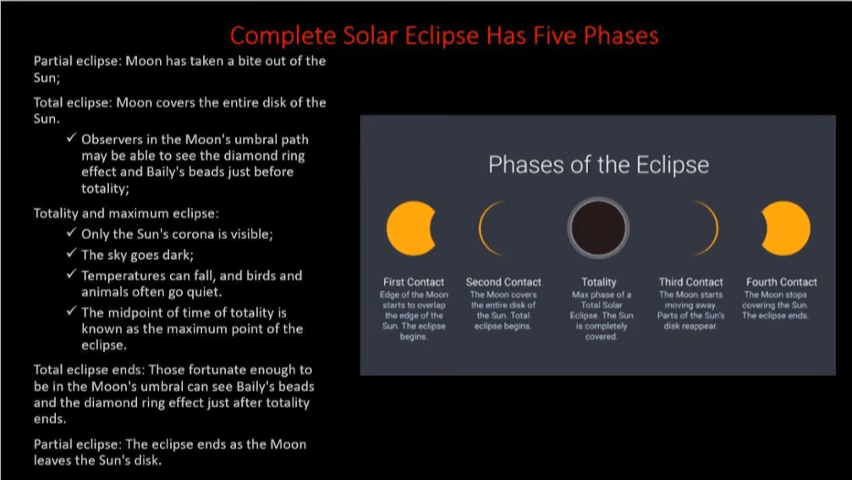 Complete Solar Eclipse Has Five Phases
Partial eclipse: Moon has taken a bite out of the
Sun;
Total eclipse: Moon covers the entire disk of the
Sun.
✓ Observers in the Moon's umbral path
may be able to see the diamond ring
effect and Baily's beads just before
totality;
Totality and maximum eclipse:
✓ Only the Sun's corona is visible;
✓ The sky goes dark;
✓ Temperatures can fall, and birds and
animals often go quiet.
✓ The midpoint of time of totality is
known as the maximum point of the
eclipse.
Total eclipse ends: Those fortunate enough to
be in the Moon's umbral can see Baily's beads
and the diamond ring effect just after totality
ends.
Partial eclipse: The eclipse ends as the Moon
leaves the Sun's disk.
Phases of the Eclipse
First Contact
Edge of the Moon
starts to overlap
the edge of the
Sun. The eclipse
begins.
Second Contact
The Moon covers
the entire disk of
the Sun. Total
eclipse begins.
Totality
Max phase of a
Total Solar
Eclipse. The Sun
is completely
covered.
Third Contact
The Moon starts
moving away.
Parts of the Sun's
disk reappear.
Fourth Contact
The Moon stops
covering the Sun.
The eclipse ends.